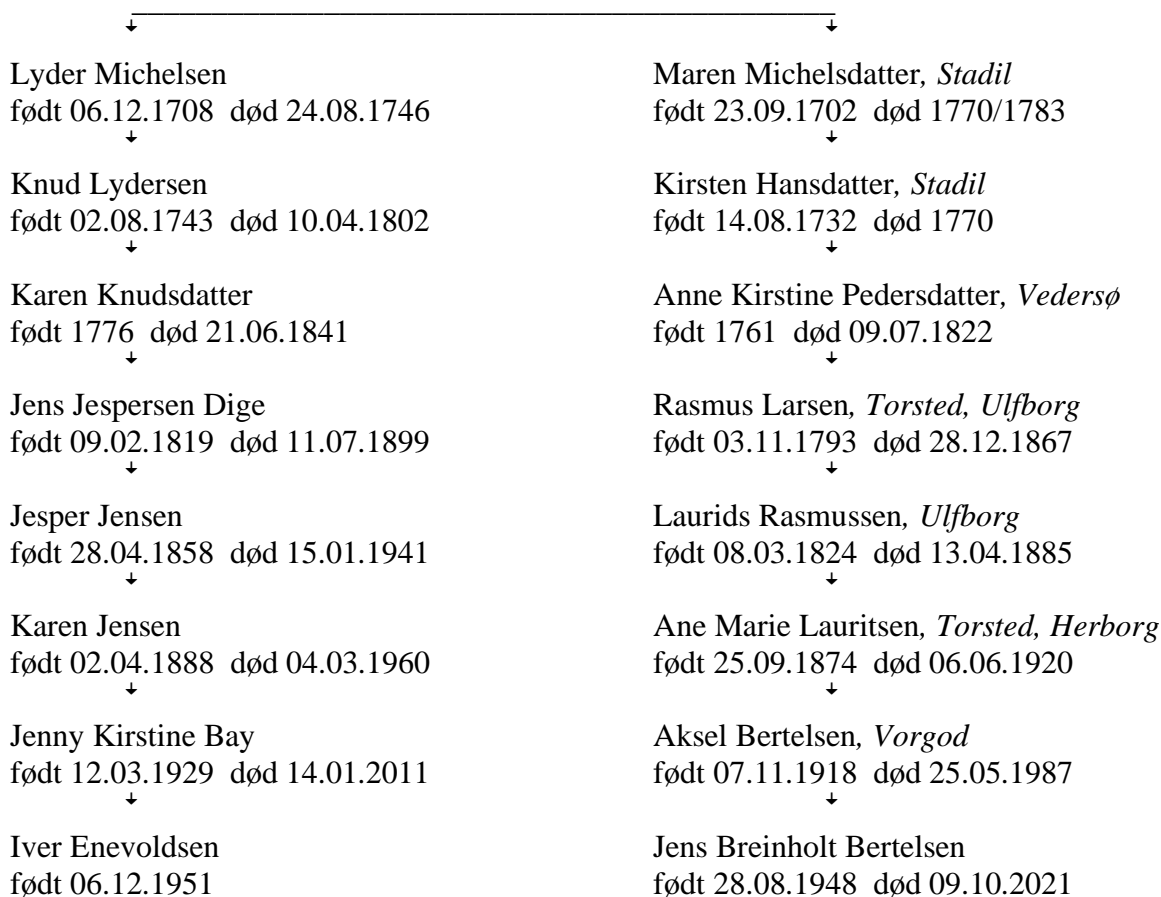 Lyder Michelsen
født 06.12.1708 død 24.08.1746
Knud Lydersen
født 02.08.1743 død 10.04.1802
Karen Knudsdatter
født 1776 død 21.06.1841
Jens Jespersen Dige
født 09.02.1819 død 11.07.1899
Jesper Jensen
født 28.04.1858 død 15.01.1941
Karen Jensen
født 02.04.1888 død 04.03.1960
Jenny Kirstine Bay
født 12.03.1929 død 14.01.2011
Iver Enevoldsen
født 06.12.1951
Maren Michelsdatter, Stadil
født 23.09.1702 død 1770/1783
Kirsten Hansdatter, Stadil
født 14.08.1732 død 1770
Anne Kirstine Pedersdatter, Vedersø
født 1761 død 09.07.1822
Rasmus Larsen, Torsted, Ulfborg
født 03.11.1793 død 28.12.1867
Laurids Rasmussen, Ulfborg
født 08.03.1824 død 13.04.1885
Ane Marie Lauritsen, Torsted, Herborg
født 25.09.1874 død 06.06.1920
Aksel Bertelsen, Vorgod
født 07.11.1918 død 25.05.1987
Jens Breinholt Bertelsen
født 28.08.1948 død 09.10.2021